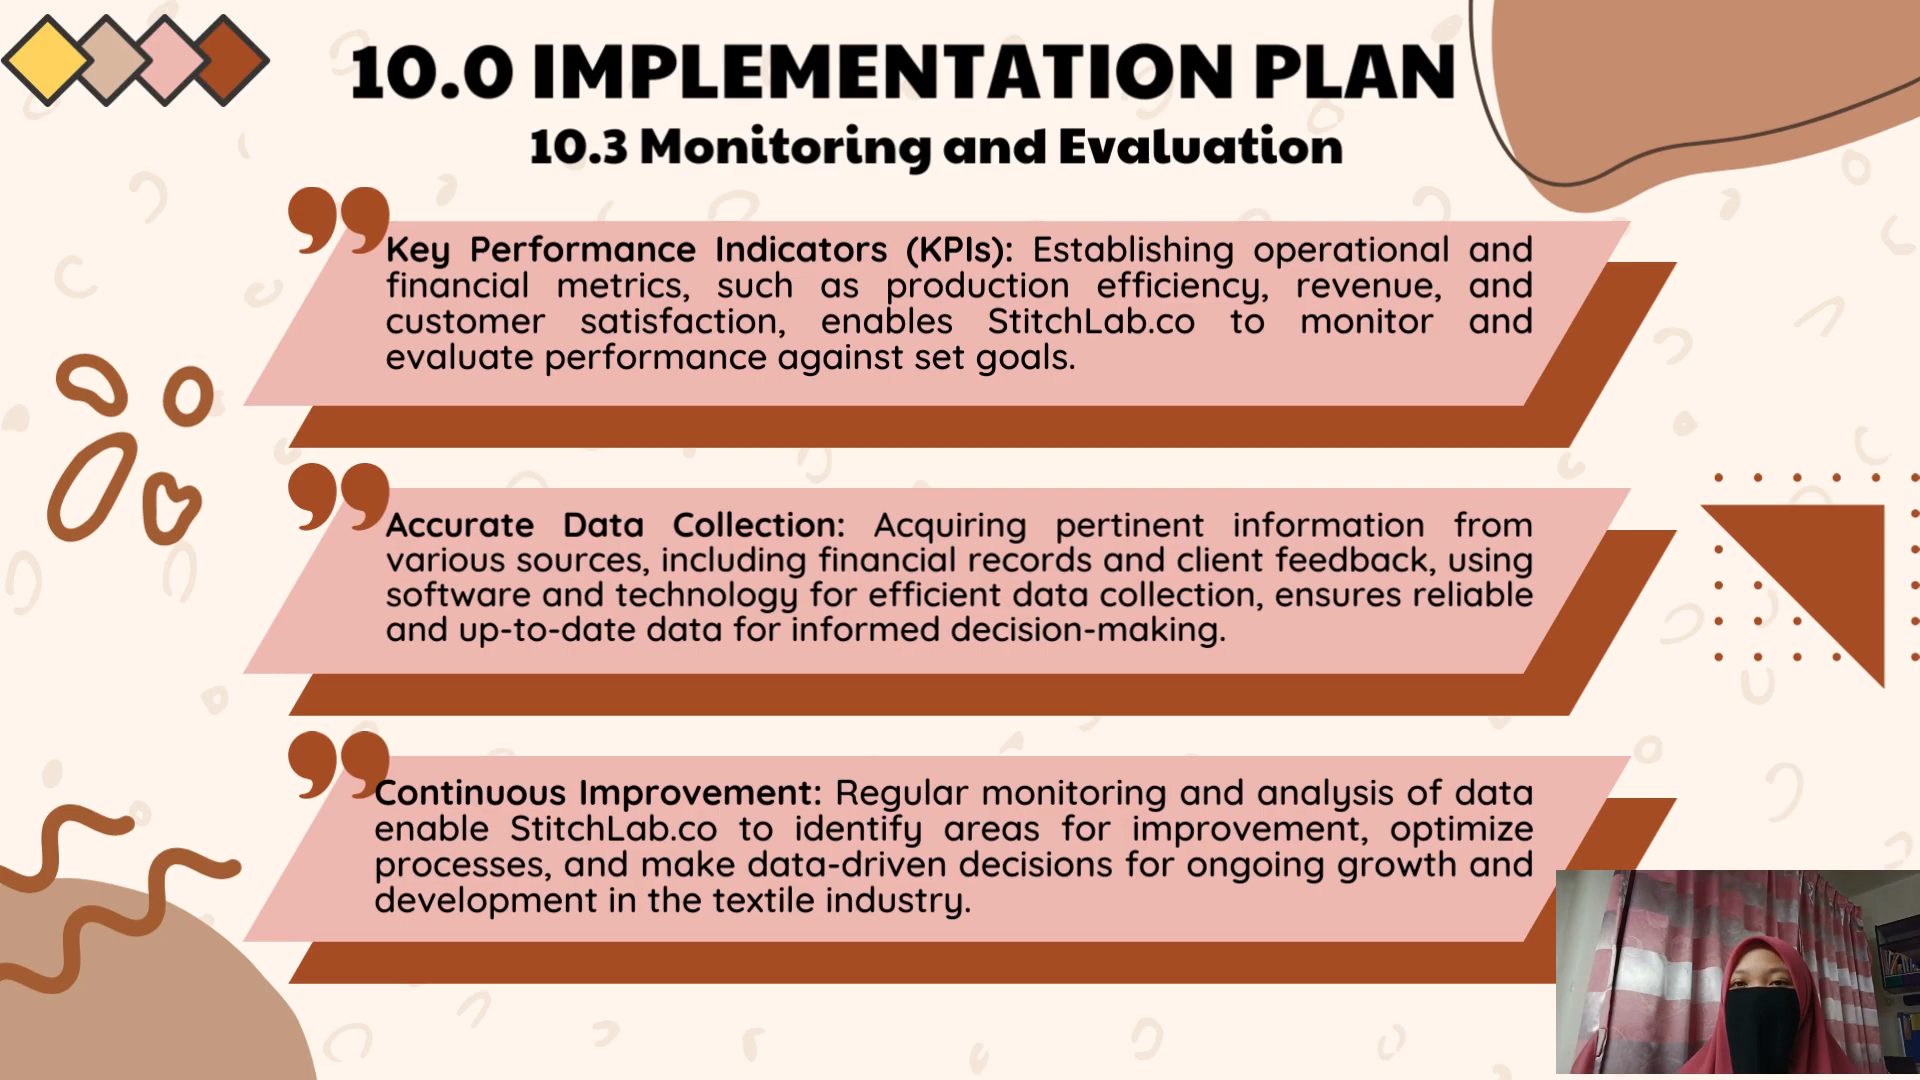 10.0 IMPLEMENTATION PLAN
10.3 Monitoring and Evaluation
Key Performance Indicators (KPIs): Establishing operational and
financial metrics, such as production efficiency, revenue, and
customer satisfaction, enables StitchLab.co to monitor and
evaluate performance against set goals.
Accurate Data Collection: Acquiring pertinent information from
various sources, including financial records and client feedback, using
software and technology for efficient data collection, ensures reliable
and up-to-date data for informed decision-making.
Continuous Improvement: Regular monitoring and analysis of data
enable StitchLab.co to identify areas for improvement, optimize
processes, and make data-driven decisions for ongoing growth and
development in the textile industry.